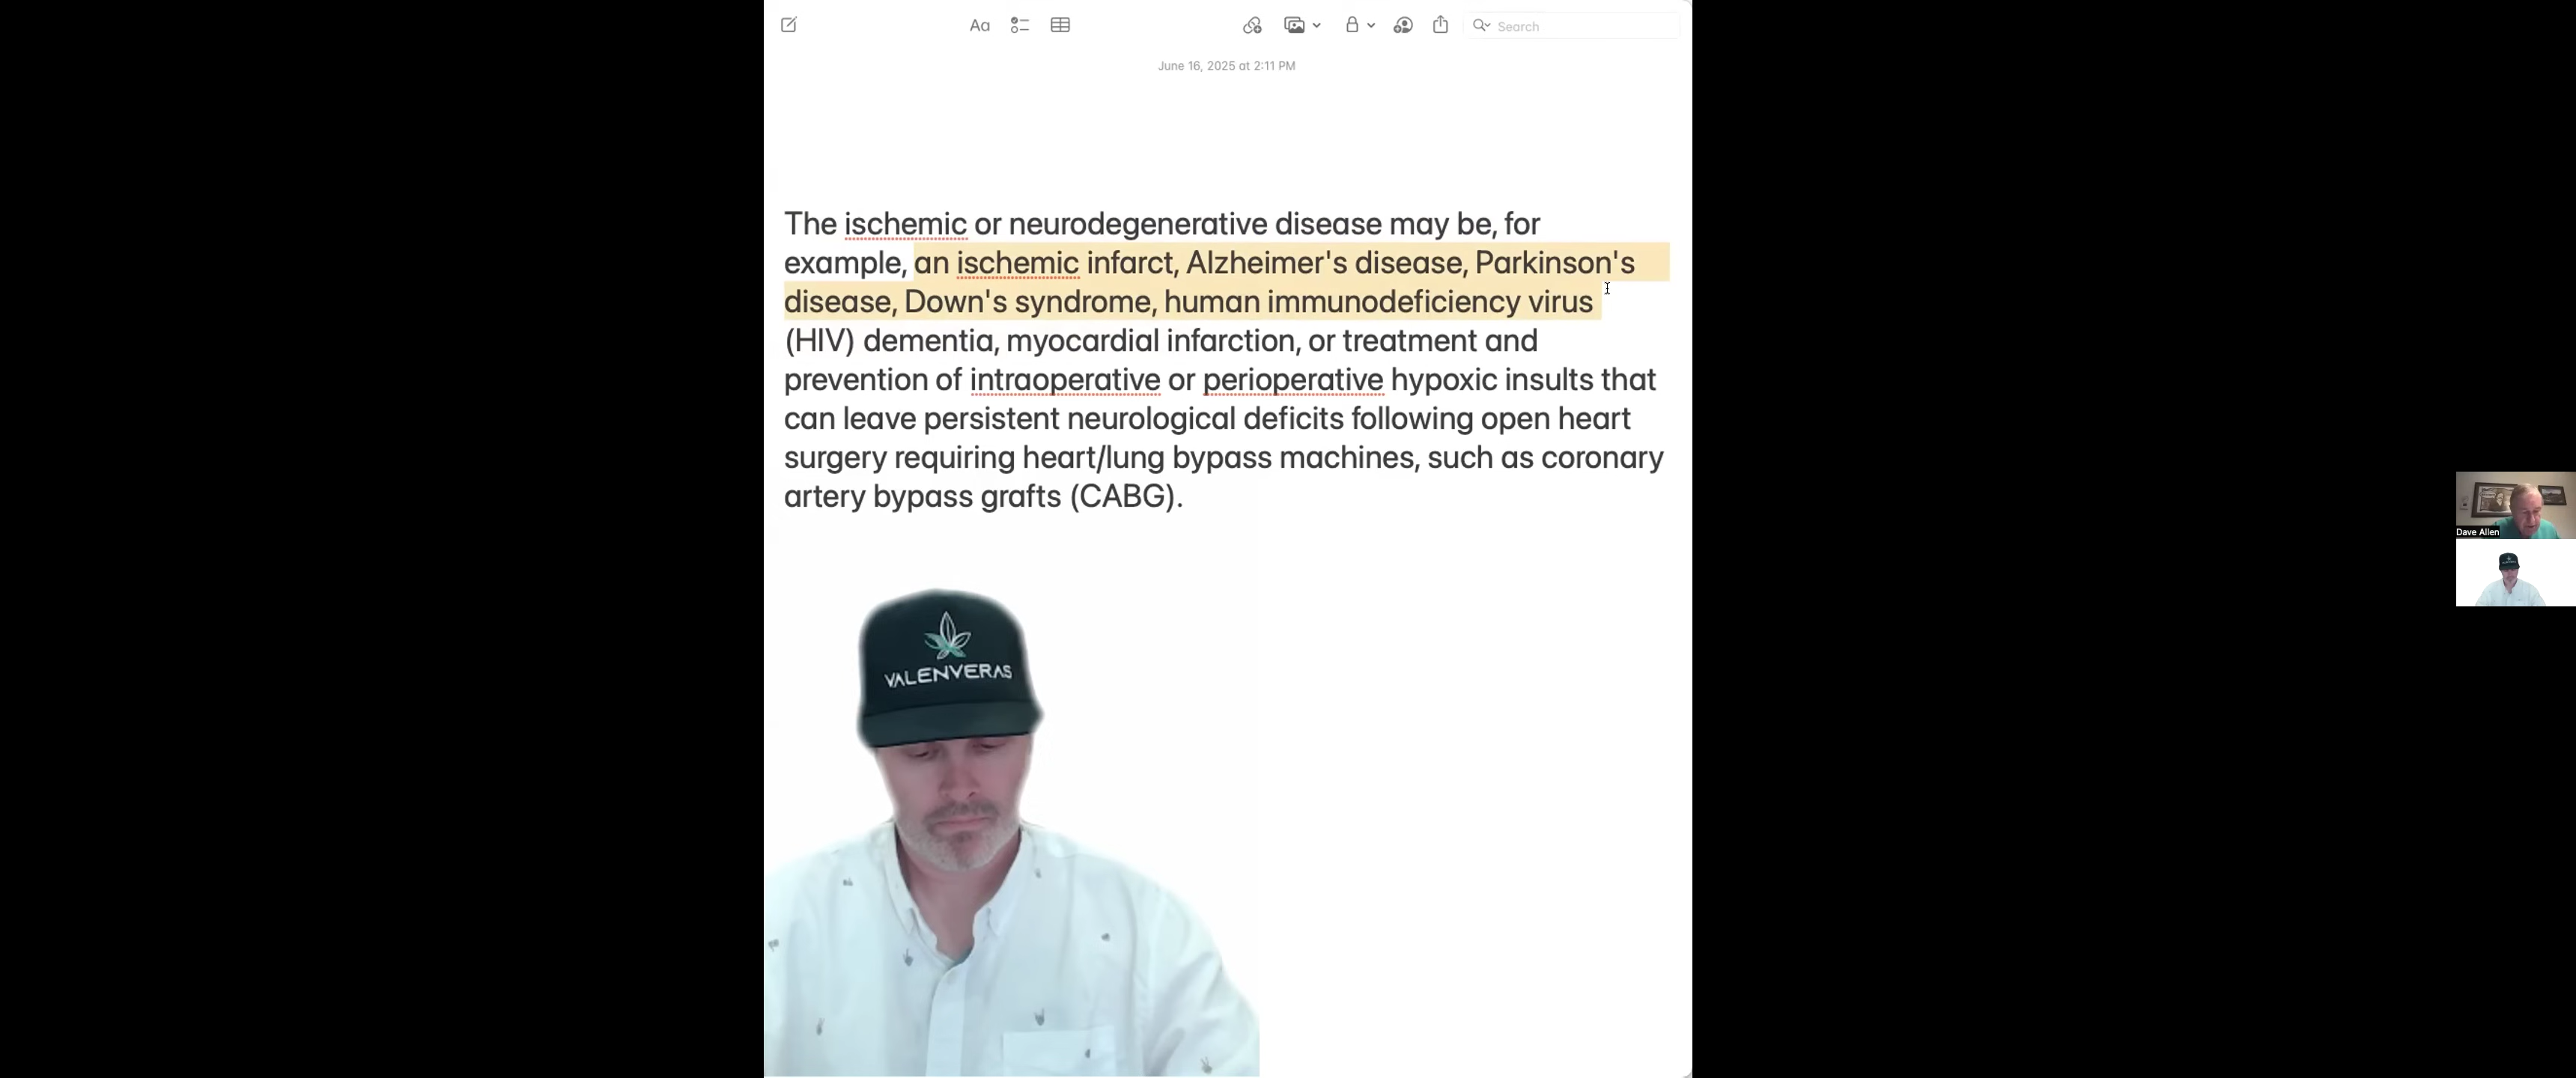 Aa
Search
June 16, 2025 at 2:11 PM
The ischemic or neurodegenerative disease may be, for
example, an ischemic infarct, Alzheimer's disease, Parkinson's
disease, Down's syndrome, human immunodeficiency virus
(HIV) dementia, myocardial infarction, or treatment and
prevention of intraoperative or perioperative hypoxic insults that
can leave persistent neurological deficits following open heart
surgery requiring heart/lung bypass machines, such as coronary
artery bypass grafts (CABG).
VALENVERAS
Dave Allen